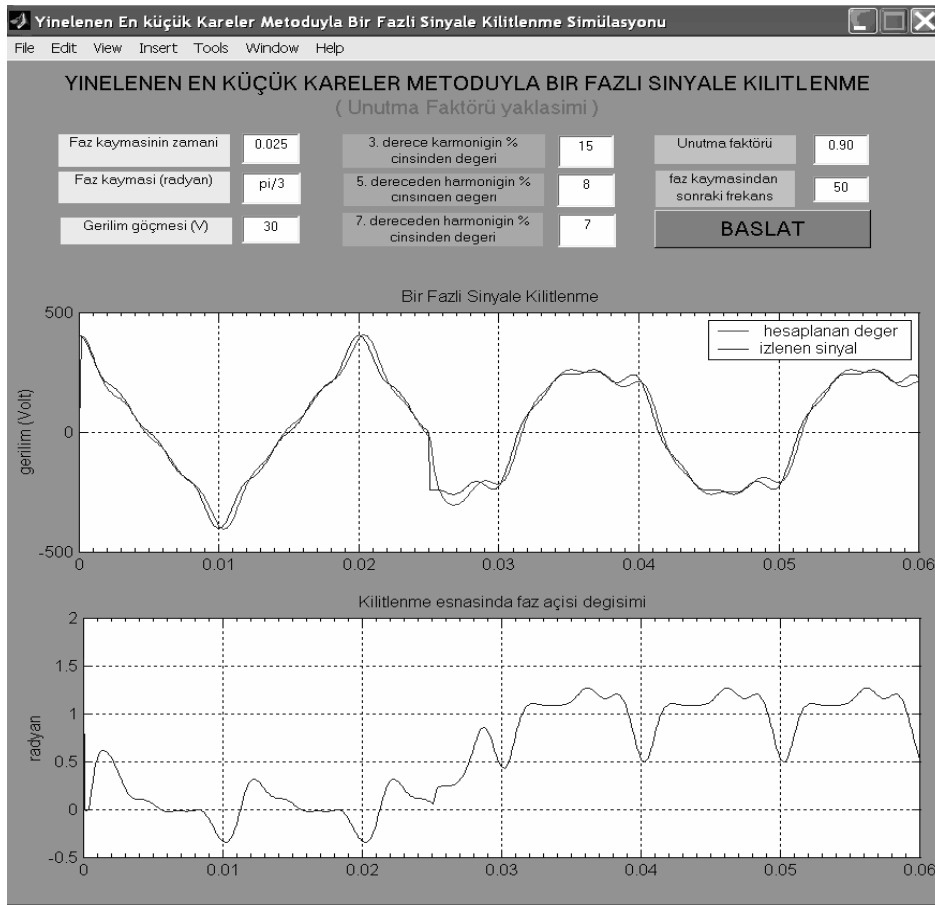 Yinelenen En küçük Kareler Metoduyla Bir Fazli Sinyale Kilitlenme Simülasyonu
File Edit View Insert Tools Window Help
YINELENEN EN KÜÇÜK KARELER METODUYLA BIR FAZLI SINYALE KILITLENME
( Unutma Faktörü yaklasimi )
Faz kaymasinin zamani 0.025
Faz kaymasi (radyan) pi/3
Gerilim göçmesi (V) 30
3. derece karmonigin %
cinsinden degeri 15
5. dereceden harmonigin %
cinsinden degeri 8
7. dereceden harmonigin %
cinsinden degeri 7
Unutma faktörü 0.90
faz kaymasindan
sonraki frekans 50
BASLAT
Bir Fazli Sinyale Kilitlenme
hesaplanan deger
izlenen sinyal
gerilim (Volt)
500
0
-500
0 0.01 0.02 0.03 0.04 0.05 0.06
Kilitlenme esnasinda faz açisi degisimi
radyan
2
1.5
1
0.5
0
-0.5
0 0.01 0.02 0.03 0.04 0.05 0.06